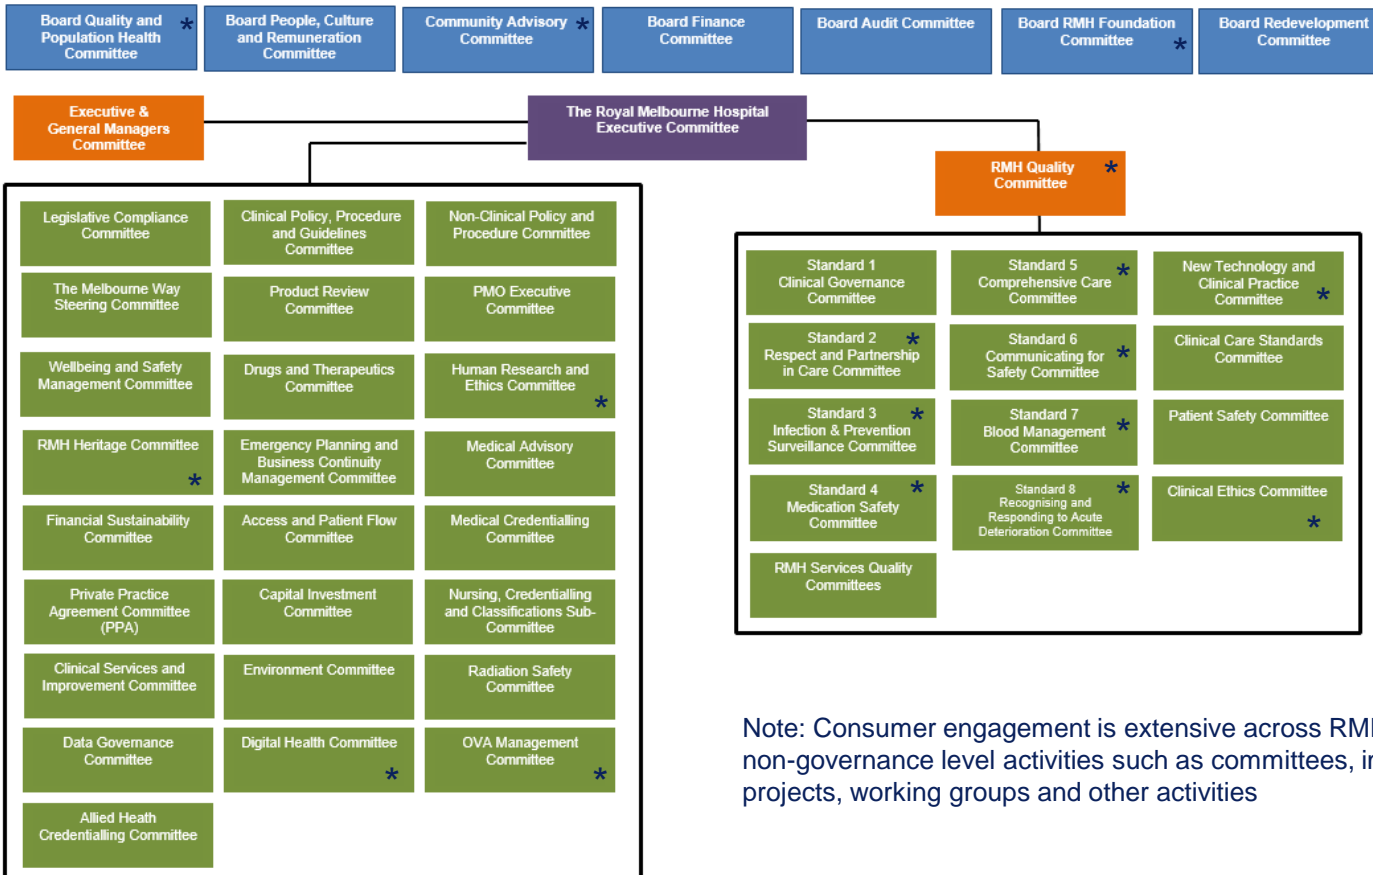 Board Quality and
Population Health *
Committee
Board People, Culture
and Remuneration
Committee
Community Advisory *
Committee
Board Finance
Committee
Board Audit Committee
Board RMH Foundation
Committee *
Board Redevelopment
Committee
Executive &
General Managers
Committee
The Royal Melbourne Hospital
Executive Committee
RMH Quality *
Committee
Legislative Compliance
Committee
Clinical Policy, Procedure
and Guidelines
Committee
Non-Clinical Policy and
Procedure Committee
The Melbourne Way
Steering Committee
Product Review
Committee
PMO Executive
Committee
Wellbeing and Safety
Management Committee
Drugs and Therapeutics
Committee
Human Research and
Ethics Committee
*
RMH Heritage Committee
*
Emergency Planning and
Business Continuity
Management Committee
Medical Advisory
Committee
Financial Sustainability
Committee
Access and Patient Flow
Committee
Medical Credentialling
Committee
Private Practice
Agreement Committee
(PPA)
Capital Investment
Committee
Nursing, Credentialling
and Classifications Sub-
Committee
Clinical Services and
Improvement Committee
Environment Committee
Radiation Safety
Committee
Data Governance
Committee
Digital Health Committee
*
OVA Management
Committee
*
Allied Heath
Credentialling Committee
Standard 1
Clinical Governance
Committee
Standard 5
Comprehensive Care *
Committee
New Technology and
Clinical Practice
Committee *
Standard 2 *
Respect and Partnership
in Care Committee
Standard 6
Communicating for *
Safety Committee
Clinical Care Standards
Committee
Standard 3 *
Infection & Prevention
Surveillance Committee
Standard 7
Blood Management *
Committee
Patient Safety Committee
Standard 4 *
Medication Safety
Committee
Standard 8 *
Recognising and
Responding to Acute
Deterioration Committee
Clinical Ethics Committee
*
RMH Services Quality
Committees
Note: Consumer engagement is extensive across
non-governance level activities such as committees,
projects, working groups and other activities